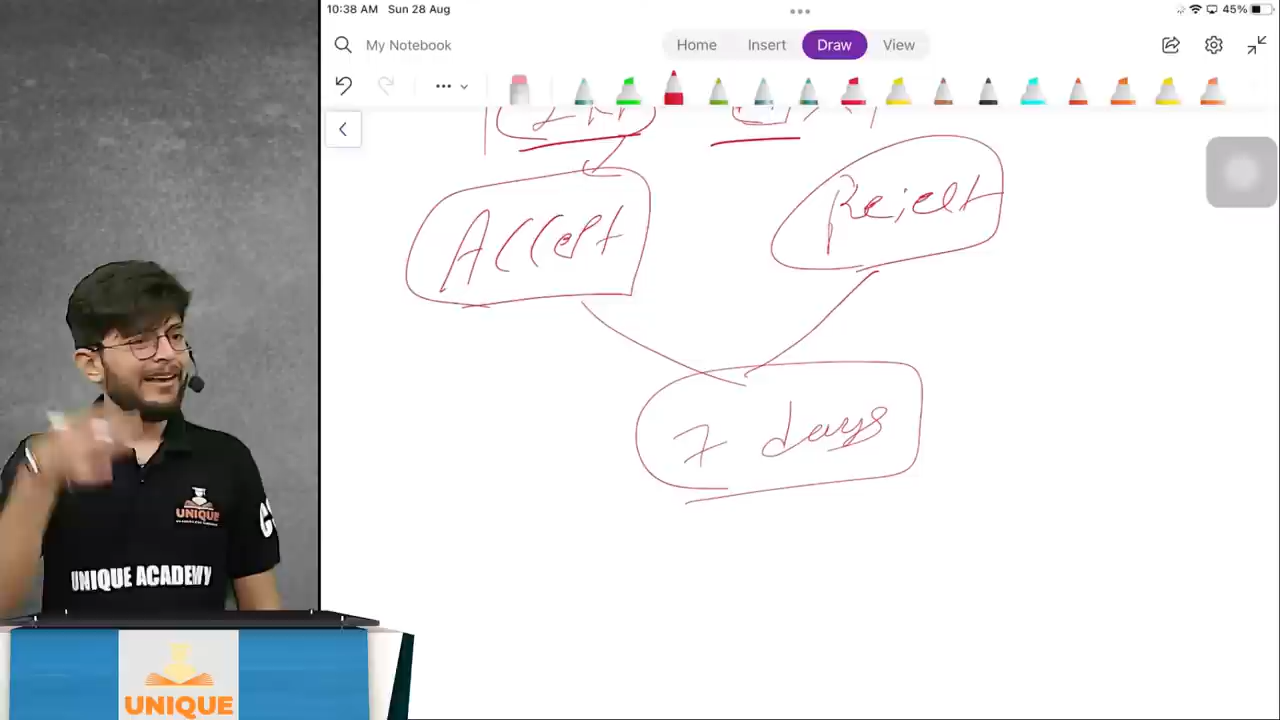 10:38 AM Sun 28 Aug
45%
My Notebook
Home Insert Draw View
Accept
Reject
7 days
UNIQUE
UNIQUE ACADEMY
UNIQUE